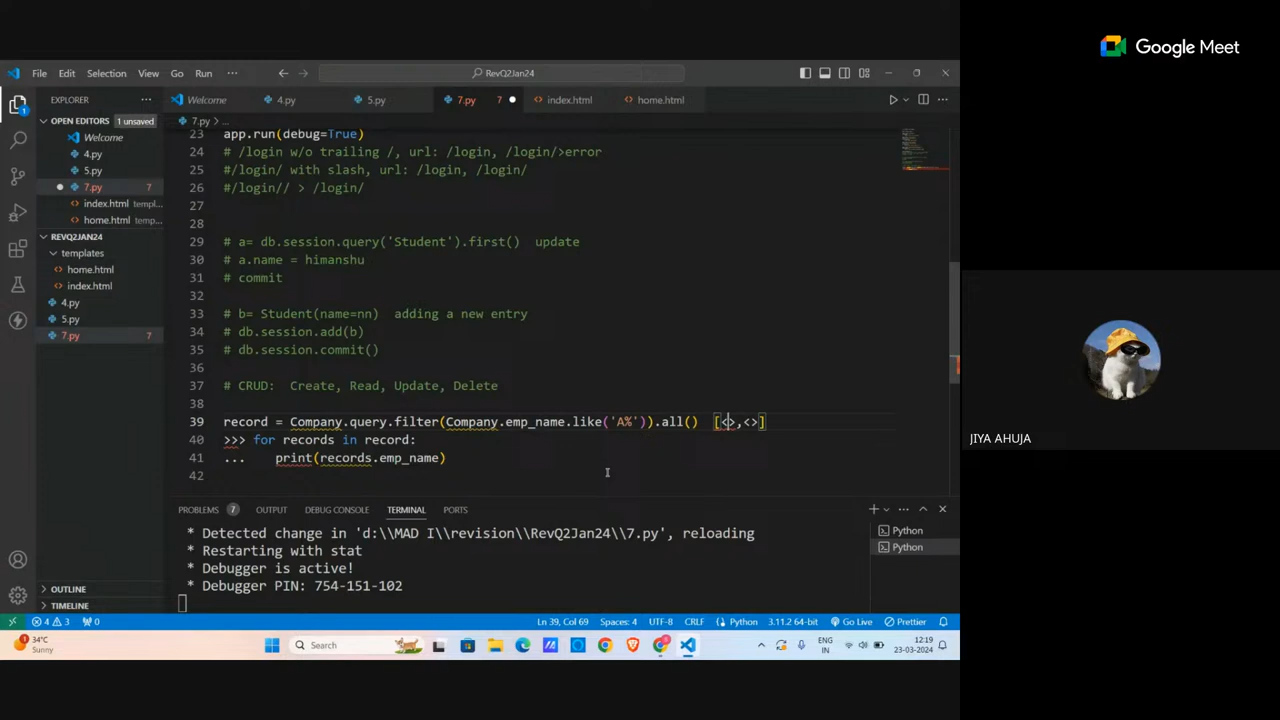 Google Meet
File Edit Selection View Go Run ... RevQ2Jan24
EXPLORER ... Welcome 4.py 5.py 7.py 7 index.html home.html
OPEN EDITORS 1 unsaved
Welcome
4.py
5.py
7.py 7
index.html templ...
home.html temp...
REVQ2JAN24
templates
home.html
index.html
4.py
5.py
7.py 7
OUTLINE
TIMELINE
7.py > ...
23 app.run(debug=True)
24 # /login w/o trailing /, url: /login, /login/>error
25 #/login/ with slash, url: /login, /login/
26 #/login// > /login/
27
28
29 # a= db.session.query('Student').first()  update
30 # a.name = himanshu
31 # commit
32
33 # b= Student(name=nn)  adding a new entry
34 # db.session.add(b)
35 # db.session.commit()
36
37 # CRUD:  Create, Read, Update, Delete
38
39 record = Company.query.filter(Company.emp_name.like('A%')).all()  [<>,<>]
40 >>> for records in record:
41 ...    print(records.emp_name)
42
PROBLEMS 7 OUTPUT DEBUG CONSOLE TERMINAL PORTS
* Detected change in 'd:\\MAD I\\revision\\RevQ2Jan24\\7.py', reloading
* Restarting with stat
* Debugger is active!
* Debugger PIN: 754-151-102
Python
Python
4 3 0 Ln 39, Col 69 Spaces: 4 UTF-8 CRLF Python 3.11.2 64-bit Go Live Prettier
34°C
Sunny
Search
ENG
IN
12:19
23-03-2024
JIYA AHUJA